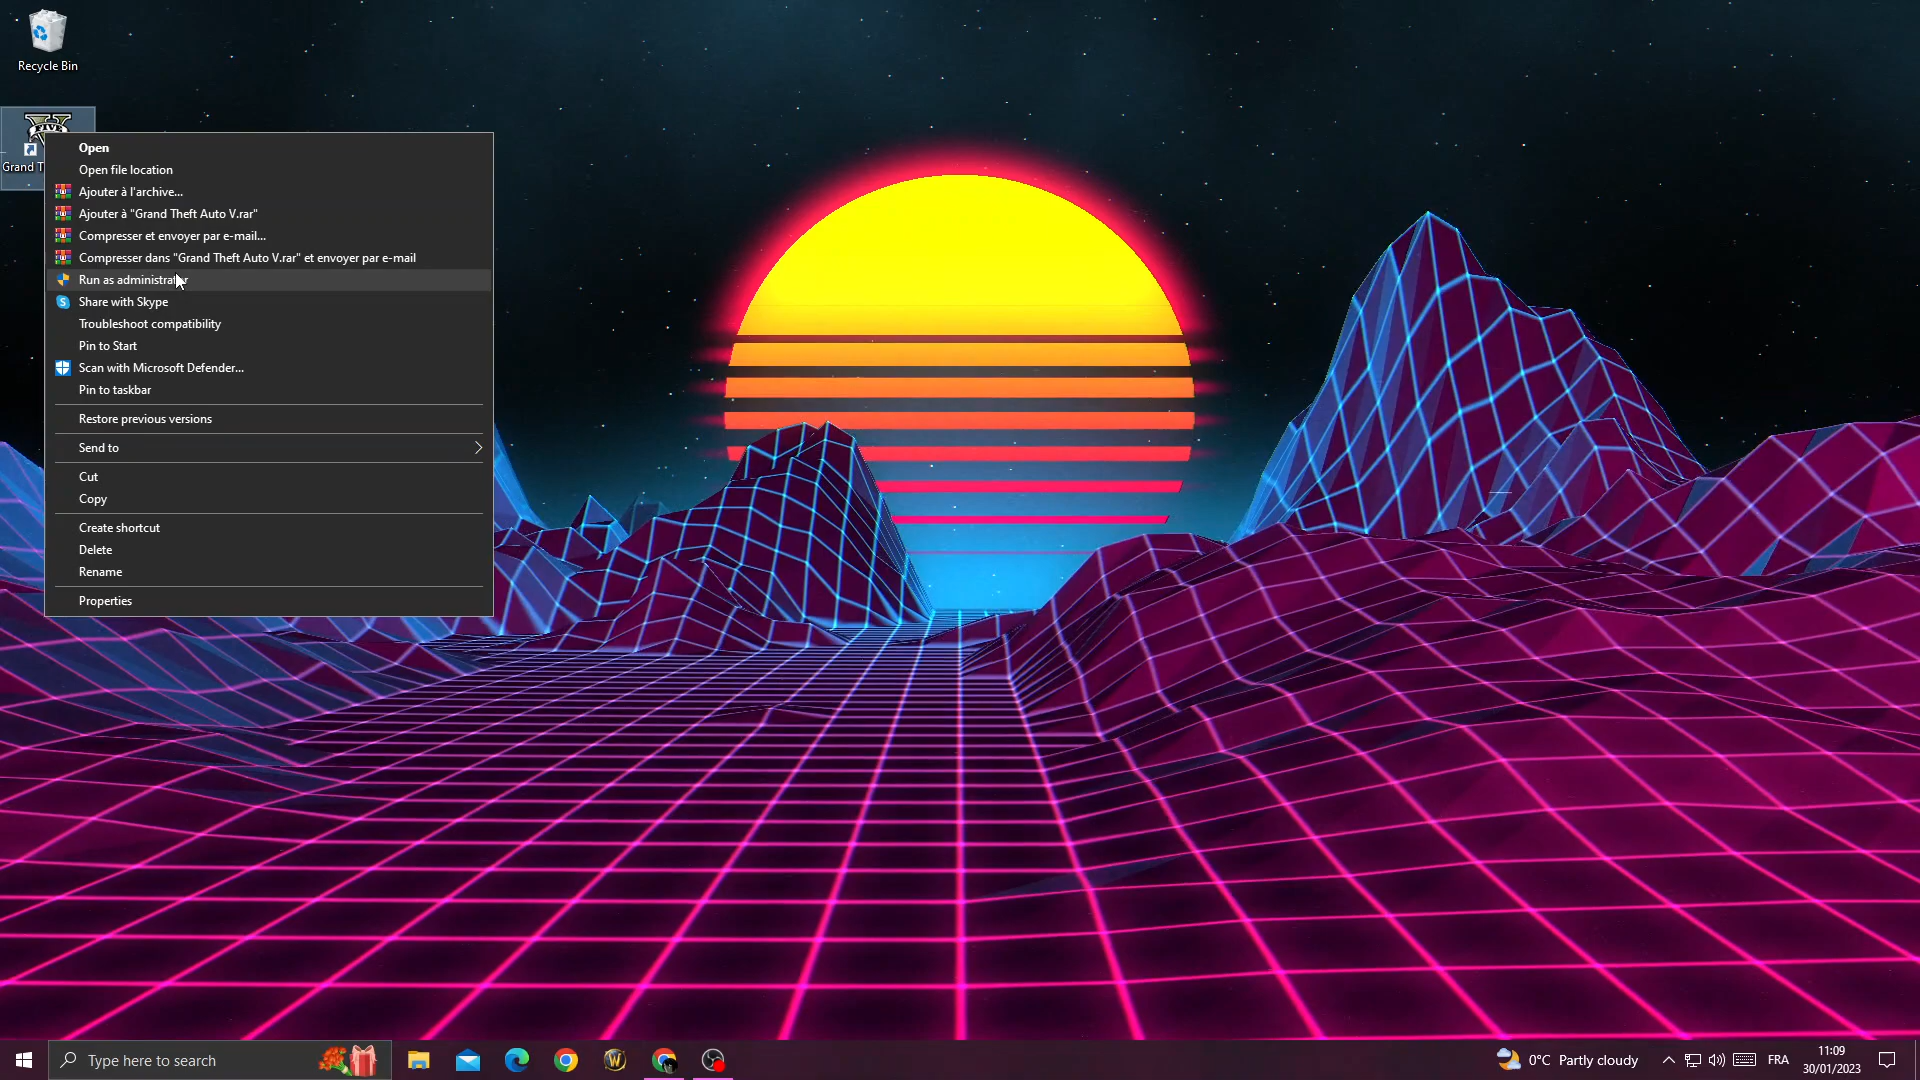 Recycle Bin
FIVE
Grand T
Open
Open file location
Ajouter à l'archive...
Ajouter à "Grand Theft Auto V.rar"
Compresser et envoyer par e-mail...
Compresser dans "Grand Theft Auto V.rar" et envoyer par e-mail
Run as administrator
Share with Skype
Troubleshoot compatibility
Pin to Start
Scan with Microsoft Defender...
Pin to taskbar
Restore previous versions
Send to
Cut
Copy
Create shortcut
Delete
Rename
Properties
Type here to search
0°C Partly cloudy
FRA
11:09
30/01/2023